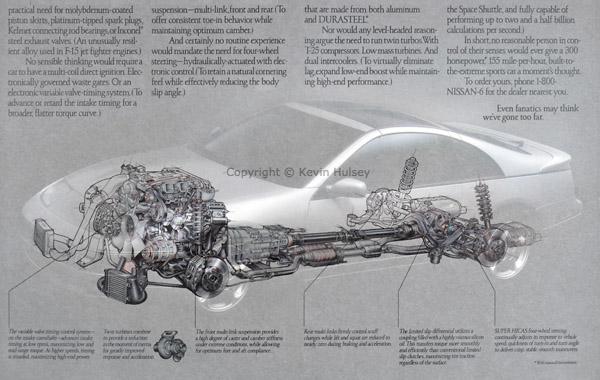 practical need for molybdenum-coated
piston skirts, platinum-tipped spark plugs,
Kelmet connecting rod bearings, or Inconel®
steel exhaust valves. (An unusually resil-
ient alloy used in F-15 jet fighter engines.)
No sensible thinking would require a
car to have a multi-coil direct ignition. Elec-
tronically governed waste gates. Or an
electronic variable valve-timing system. (To
advance or retard the intake timing for a
broader, flatter torque curve.)
suspension—multi-link, front and rear. (To
offer consistent toe-in behavior while
maintaining optimum camber.)
And certainly no routine experience
would mandate the need for four-wheel
steering—hydraulically-actuated with elec-
tronic control. (To retain a natural cornering
feel while effectively reducing the body
slip angle.)
that are made from both aluminum
and DURASTEEL.
Nor would any level-headed reason-
ing argue the need to run twin turbos. With
T-25 compressors. Low mass turbines. And
dual intercoolers. (To virtually eliminate
lag, expand low-end boost while maintain-
ing high-end performance.)
the Space Shuttle, and fully capable of
performing up to two and a half billion
calculations per second.)
In short, no reasonable person in con-
trol of their senses would ever give a 300
horsepower, 155 mile-per-hour, built-to-
the-extreme sports car a moment's thought.
To order yours, phone 1-800-
NISSAN-6 for the dealer nearest you.
Even fanatics may think
we've gone too far.
Copyright © Kevin Hulsey
The variable valve timing control system—
on the intake camshafts—advances intake
timing at low speeds, maximizing low and
mid-range torque. At higher speeds, timing
is retarded, maximizing high-end power.
Twin turbines combine
to provide a reduction
in the moment of inertia
for greatly improved
response and acceleration.
The front multi-link suspension provides
a high degree of caster and camber stiffness
under extreme conditions, while allowing
for optimum fore and aft compliance.
Rear multi-links firmly control scuff
changes while lift and squat are reduced to
nearly zero during braking and acceleration.
The limited slip differential utilizes a
coupling filled with a highly viscous silicon
oil. This transfers torque more smoothly
and efficiently than conventional limited
slip clutches, maximizing tire traction
regardless of the surface.
SUPER HICAS four-wheel steering
continually adjusts in response to vehicle
speed, quickness of turn-in and turn angle
to deliver crisp, stable, smooth maneuvers.